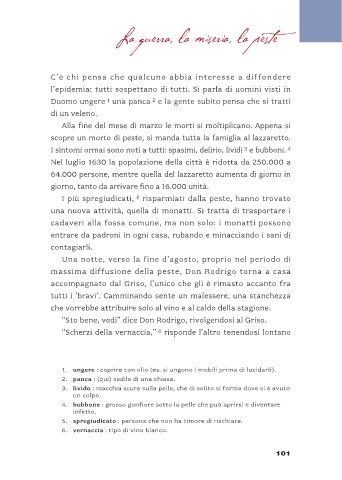 La guerra, la miseria, la peste
C'è chi pensa che qualcuno abbia interesse a diffondere
l'epidemia: tutti sospettano di tutti. Si parla di uomini visti in
Duomo ungere 1 una panca 2 e la gente subito pensa che si tratti
di un veleno.
Alla fine del mese di marzo le morti si moltiplicano. Appena si
scopre un morto di peste, si manda tutta la famiglia al lazzaretto.
I sintomi ormai sono noti a tutti: spasimi, delirio, lividi 3 e bubboni. 4
Nel luglio 1630 la popolazione della città è ridotta da 250.000 a
64.000 persone, mentre quella del lazzaretto aumenta di giorno in
giorno, tanto da arrivare fino a 16.000 unità.
I più spregiudicati, 5 risparmiati dalla peste, hanno trovato
una nuova attività, quella di monatti. Si tratta di trasportare i
cadaveri alla fossa comune, ma non solo: i monatti possono
entrare da padroni in ogni casa, rubando e minacciando i sani di
contagiarli.
Una notte, verso la fine d'agosto, proprio nel periodo di
massima diffusione della peste, Don Rodrigo torna a casa
accompagnato dal Griso, l'unico che gli è rimasto accanto fra
tutti i 'bravi'. Camminando sente un malessere, una stanchezza
che vorrebbe attribuire solo al vino e al caldo della stagione.
"Sto bene, vedi" dice Don Rodrigo, rivolgendosi al Griso.
"Scherzi della vernaccia," 6 risponde l'altro tenendosi lontano
1. ungere : coprire con olio (es. si ungono i mobili prima di lucidarli).
2. panca : (qui) sedile di una chiesa.
3. livido : macchia scura sulla pelle, che di solito si forma dove si è avuto
un colpo.
4. bubbone : grosso gonfiore sotto la pelle che può aprirsi e diventare
infetto.
5. spregiudicato : persona che non ha timore di rischiare.
6. vernaccia : tipo di vino bianco.
101